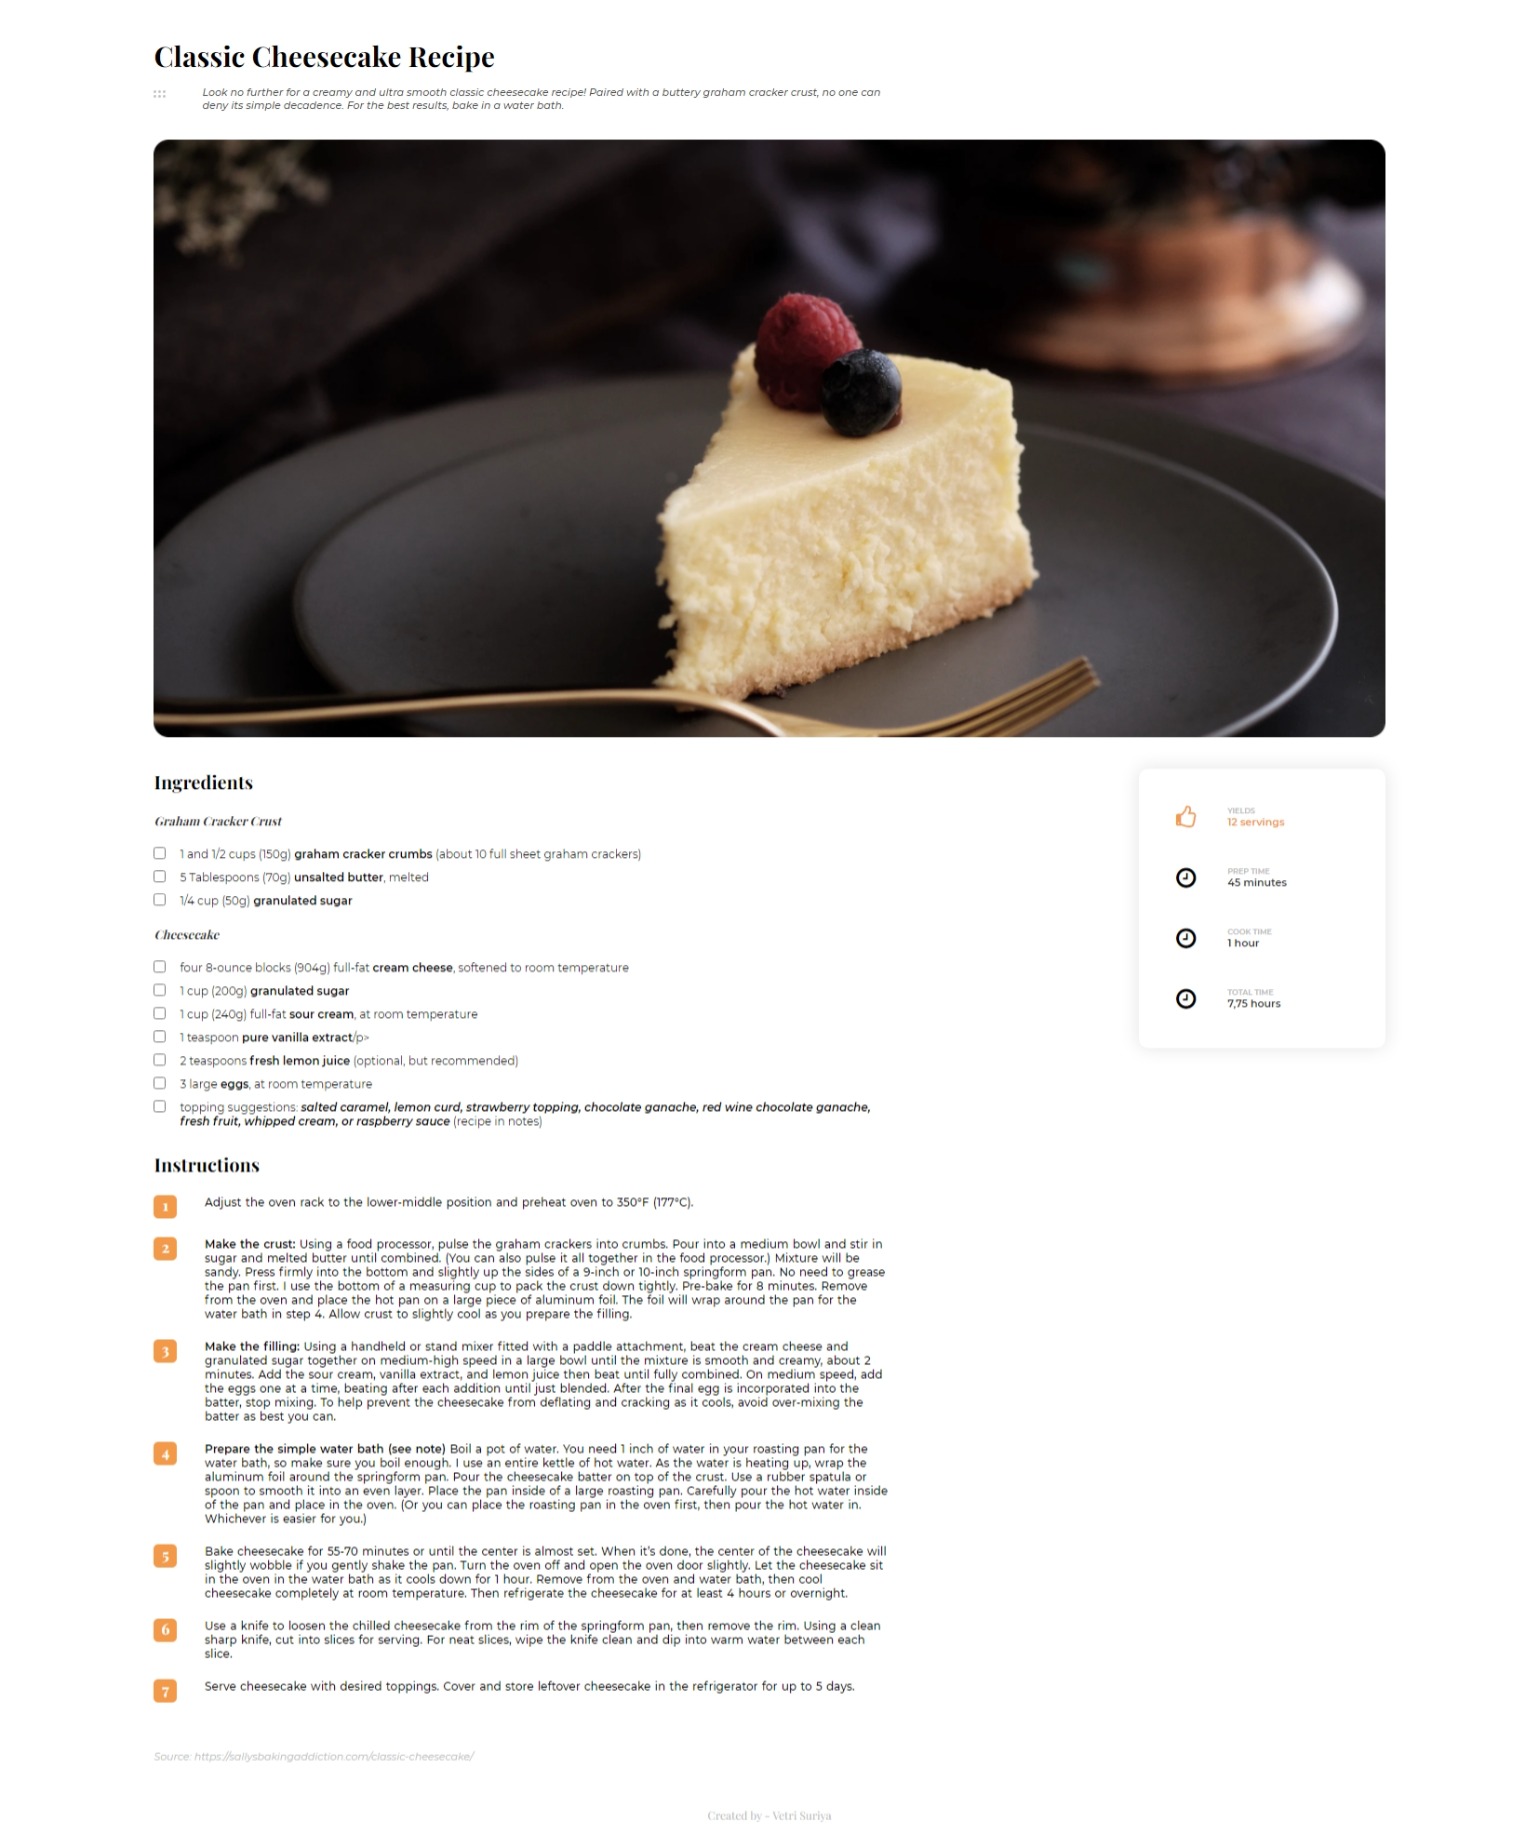 Classic Cheesecake Recipe
Look no further for a creamy and ultra smooth classic cheesecake recipe! Paired with a buttery graham cracker crust, no one can
deny its simple decadence. For the best results, bake in a water bath.
Ingredients
Graham Cracker Crust
1 and 1/2 cups (150g) graham cracker crumbs (about 10 full sheet graham crackers)
5 Tablespoons (70g) unsalted butter, melted
1/4 cup (50g) granulated sugar
Cheesecake
four 8-ounce blocks (904g) full-fat cream cheese, softened to room temperature
1 cup (200g) granulated sugar
1 cup (240g) full-fat sour cream, at room temperature
1 teaspoon pure vanilla extract/p>
2 teaspoons fresh lemon juice (optional, but recommended)
3 large eggs, at room temperature
topping suggestions: salted caramel, lemon curd, strawberry topping, chocolate ganache, red wine chocolate ganache,
fresh fruit, whipped cream, or raspberry sauce (recipe in notes)
YIELDS
12 servings
PREP TIME
45 minutes
COOK TIME
1 hour
TOTAL TIME
7,75 hours
Instructions
1 Adjust the oven rack to the lower-middle position and preheat oven to 350°F (177°C).
2 Make the crust: Using a food processor, pulse the graham crackers into crumbs. Pour into a medium bowl and stir in
sugar and melted butter until combined. (You can also pulse it all together in the food processor.) Mixture will be
sandy. Press firmly into the bottom and slightly up the sides of a 9-inch or 10-inch springform pan. No need to grease
the pan first. I use the bottom of a measuring cup to pack the crust down tightly. Pre-bake for 8 minutes. Remove
from the oven and place the hot pan on a large piece of aluminum foil. The foil will wrap around the pan for the
water bath in step 4. Allow crust to slightly cool as you prepare the filling.
3 Make the filling: Using a handheld or stand mixer fitted with a paddle attachment, beat the cream cheese and
granulated sugar together on medium-high speed in a large bowl until the mixture is smooth and creamy, about 2
minutes. Add the sour cream, vanilla extract, and lemon juice then beat until fully combined. On medium speed, add
the eggs one at a time, beating after each addition until just blended. After the final egg is incorporated into the
batter, stop mixing. To help prevent the cheesecake from deflating and cracking as it cools, avoid over-mixing the
batter as best you can.
4 Prepare the simple water bath (see note) Boil a pot of water. You need 1 inch of water in your roasting pan for the
water bath, so make sure you boil enough. I use an entire kettle of hot water. As the water is heating up, wrap the
aluminum foil around the springform pan. Pour the cheesecake batter on top of the crust. Use a rubber spatula or
spoon to smooth it into an even layer. Place the pan inside of a large roasting pan. Carefully pour the hot water inside
of the pan and place in the oven. (Or you can place the roasting pan in the oven first, then pour the hot water in.
Whichever is easier for you.)
5 Bake cheesecake for 55-70 minutes or until the center is almost set. When it's done, the center of the cheesecake will
slightly wobble if you gently shake the pan. Turn the oven off and open the oven door slightly. Let the cheesecake sit
in the oven in the water bath as it cools down for 1 hour. Remove from the oven and water bath, then cool
cheesecake completely at room temperature. Then refrigerate the cheesecake for at least 4 hours or overnight.
6 Use a knife to loosen the chilled cheesecake from the rim of the springform pan, then remove the rim. Using a clean
sharp knife, cut into slices for serving. For neat slices, wipe the knife clean and dip into warm water between each
slice.
7 Serve cheesecake with desired toppings. Cover and store leftover cheesecake in the refrigerator for up to 5 days.
Source: https://sallysbakingaddiction.com/classic-cheesecake/
Created by - Vetri Suriya